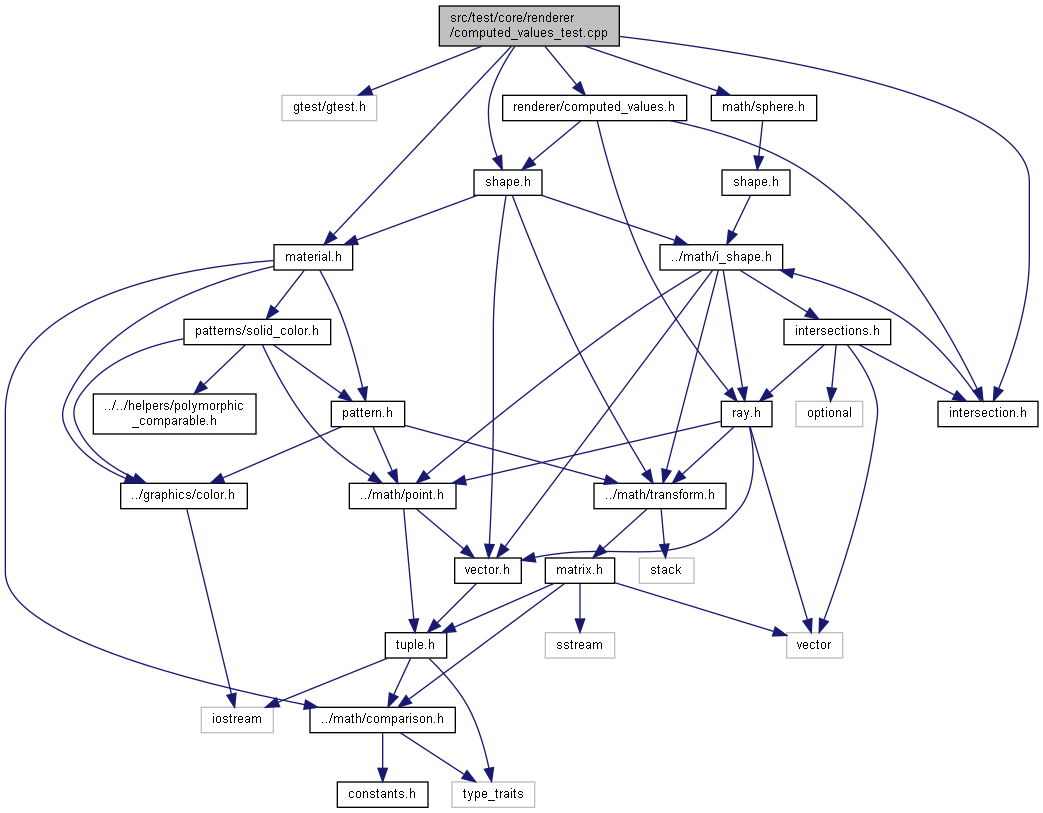 src/test/core/renderer
/computed_values_test.cpp
gtest/gtest.h
renderer/computed_values.h
math/sphere.h
shape.h
shape.h
material.h
../math/i_shape.h
patterns/solid_color.h
intersections.h
../../helpers/polymorphic
_comparable.h
pattern.h
ray.h
optional
intersection.h
../graphics/color.h
../math/point.h
../math/transform.h
vector.h
matrix.h
stack
tuple.h
sstream
vector
iostream
../math/comparison.h
constants.h
type_traits